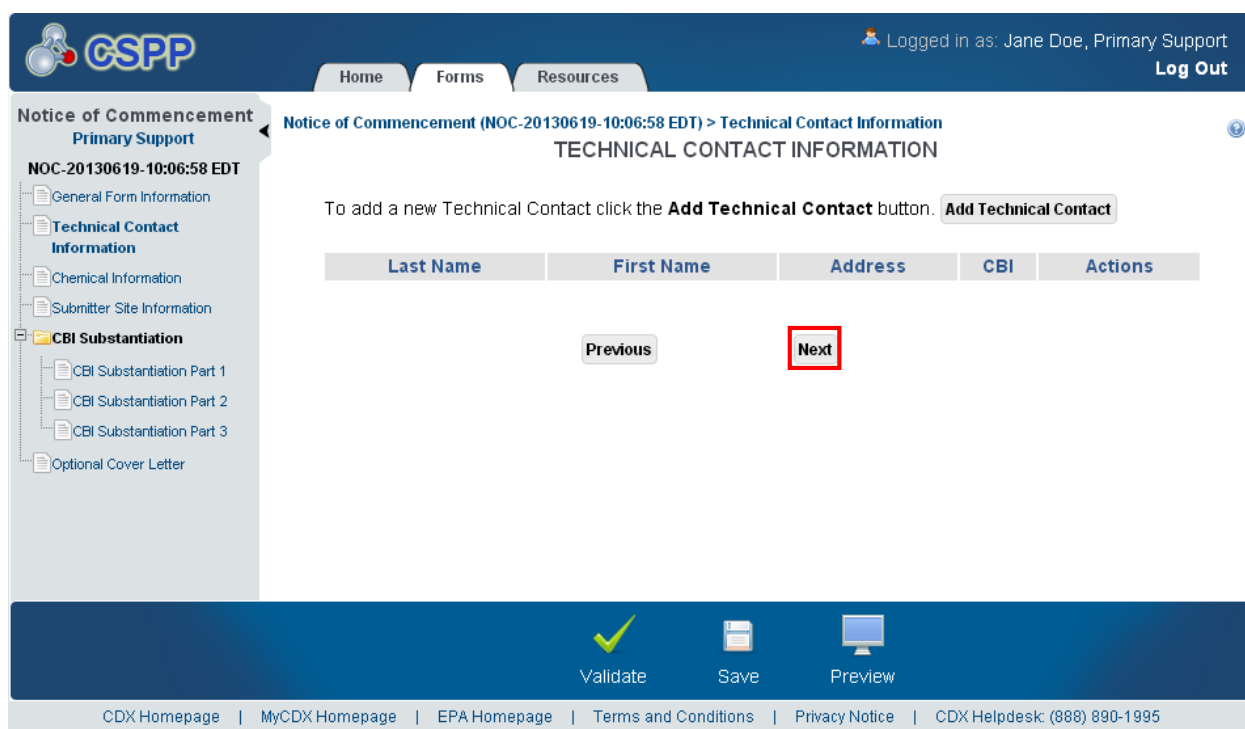 CSPP
Logged in as: Jane Doe, Primary Support
Log Out
Home Forms Resources
Notice of Commencement
Primary Support
NOC-20130619-10:06:58 EDT
General Form Information
Technical Contact
Information
Chemical Information
Submitter Site Information
CBI Substantiation
CBI Substantiation Part 1
CBI Substantiation Part 2
CBI Substantiation Part 3
Optional Cover Letter
Notice of Commencement (NOC-20130619-10:06:58 EDT) > Technical Contact Information
TECHNICAL CONTACT INFORMATION
To add a new Technical Contact click the Add Technical Contact button. Add Technical Contact
Last Name First Name Address CBI Actions
Previous Next
Validate Save Preview
CDX Homepage | MyCDX Homepage | EPA Homepage | Terms and Conditions | Privacy Notice | CDX Helpdesk: (888) 890-1995